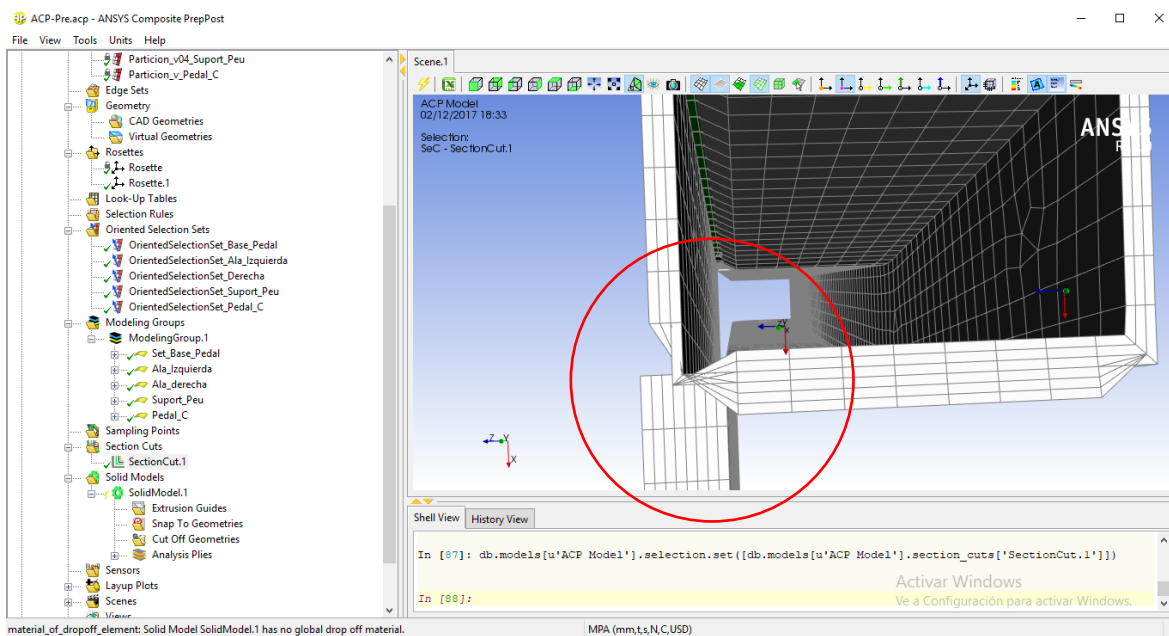 ACP-Pre.acp - ANSYS Composite PrepPost
File View Tools Units Help
Particion_v04_Suport_Peu
Particion_v_Pedal_C
Edge Sets
Geometry
CAD Geometries
Virtual Geometries
Rosettes
Rosette
Rosette.1
Look-Up Tables
Selection Rules
Oriented Selection Sets
OrientedSelectionSet_Base_Pedal
OrientedSelectionSet_Ala_Izquierda
OrientedSelectionSet_Derecha
OrientedSelectionSet_Suport_Peu
OrientedSelectionSet_Pedal_C
Modeling Groups
ModelingGroup.1
Set_Base_Pedal
Ala_Izquierda
Ala_derecha
Suport_Peu
Pedal_C
Sampling Points
Section Cuts
SectionCut.1
Solid Models
SolidModel.1
Extrusion Guides
Snap To Geometries
Cut Off Geometries
Analysis Plies
Sensors
Layup Plots
Scenes
Views
Scene.1
ACP Model
02/12/2017 18:33
Selection:
SeC - SectionCut.1
Z Y
X
ZY
X
Shell View History View
In [87]: db.models[u'ACP Model'].selection.set([db.models[u'ACP Model'].section_cuts['SectionCut.1']])
In [88]:
Activar Windows
Ve a Configuración para activar Windows.
material_of_dropoff_element: Solid Model SolidModel.1 has no global drop off material.
MPA (mm,t,s,N,C,USD)